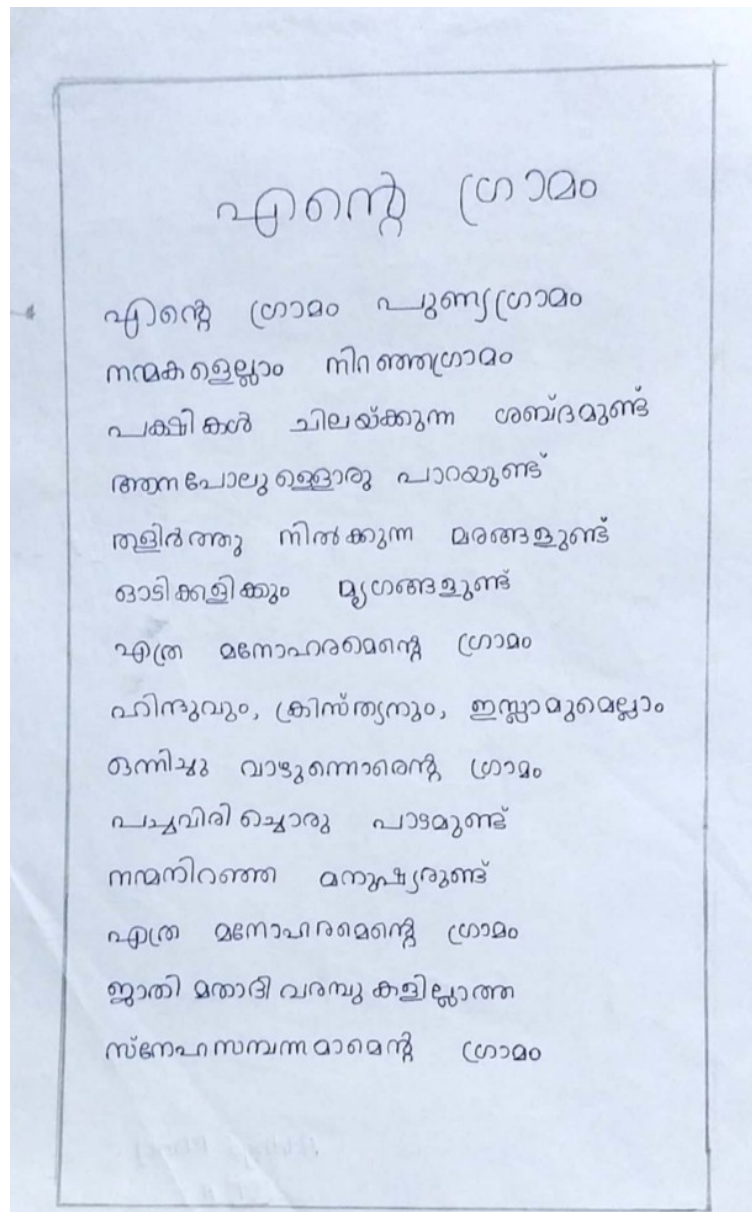 എന്റെ ഗ്രാമം
എന്റെ ഗ്രാമം പുണ്യഗ്രാമം
നന്മകളെല്ലാം നിറഞ്ഞഗ്രാമം
പക്ഷികൾ ചിലയ്ക്കുന്ന ശബ്ദമുണ്ട്
ആനപോലുള്ളൊരു പാറയുണ്ട്
തളിർത്തു നിൽക്കുന്ന മരങ്ങളുണ്ട്
ഓടിക്കളിക്കും മൃഗങ്ങളുണ്ട്
എത്ര മനോഹരമെന്റെ ഗ്രാമം
ഹിന്ദുവും, ക്രിസ്ത്യനും, ഇസ്ലാമുമെല്ലാം
ഒന്നിച്ചു വാഴുന്നൊരെന്റ ഗ്രാമം
പച്ചവിരിച്ചൊരു പാടമുണ്ട്
നന്മനിറഞ്ഞ മനുഷ്യരുണ്ട്
എത്ര മനോഹരമെന്റെ ഗ്രാമം
ജാതി മതാദി വരമ്പുകളില്ലാത്ത
സ്നേഹസമ്പന്നമാമെന്റ ഗ്രാമം